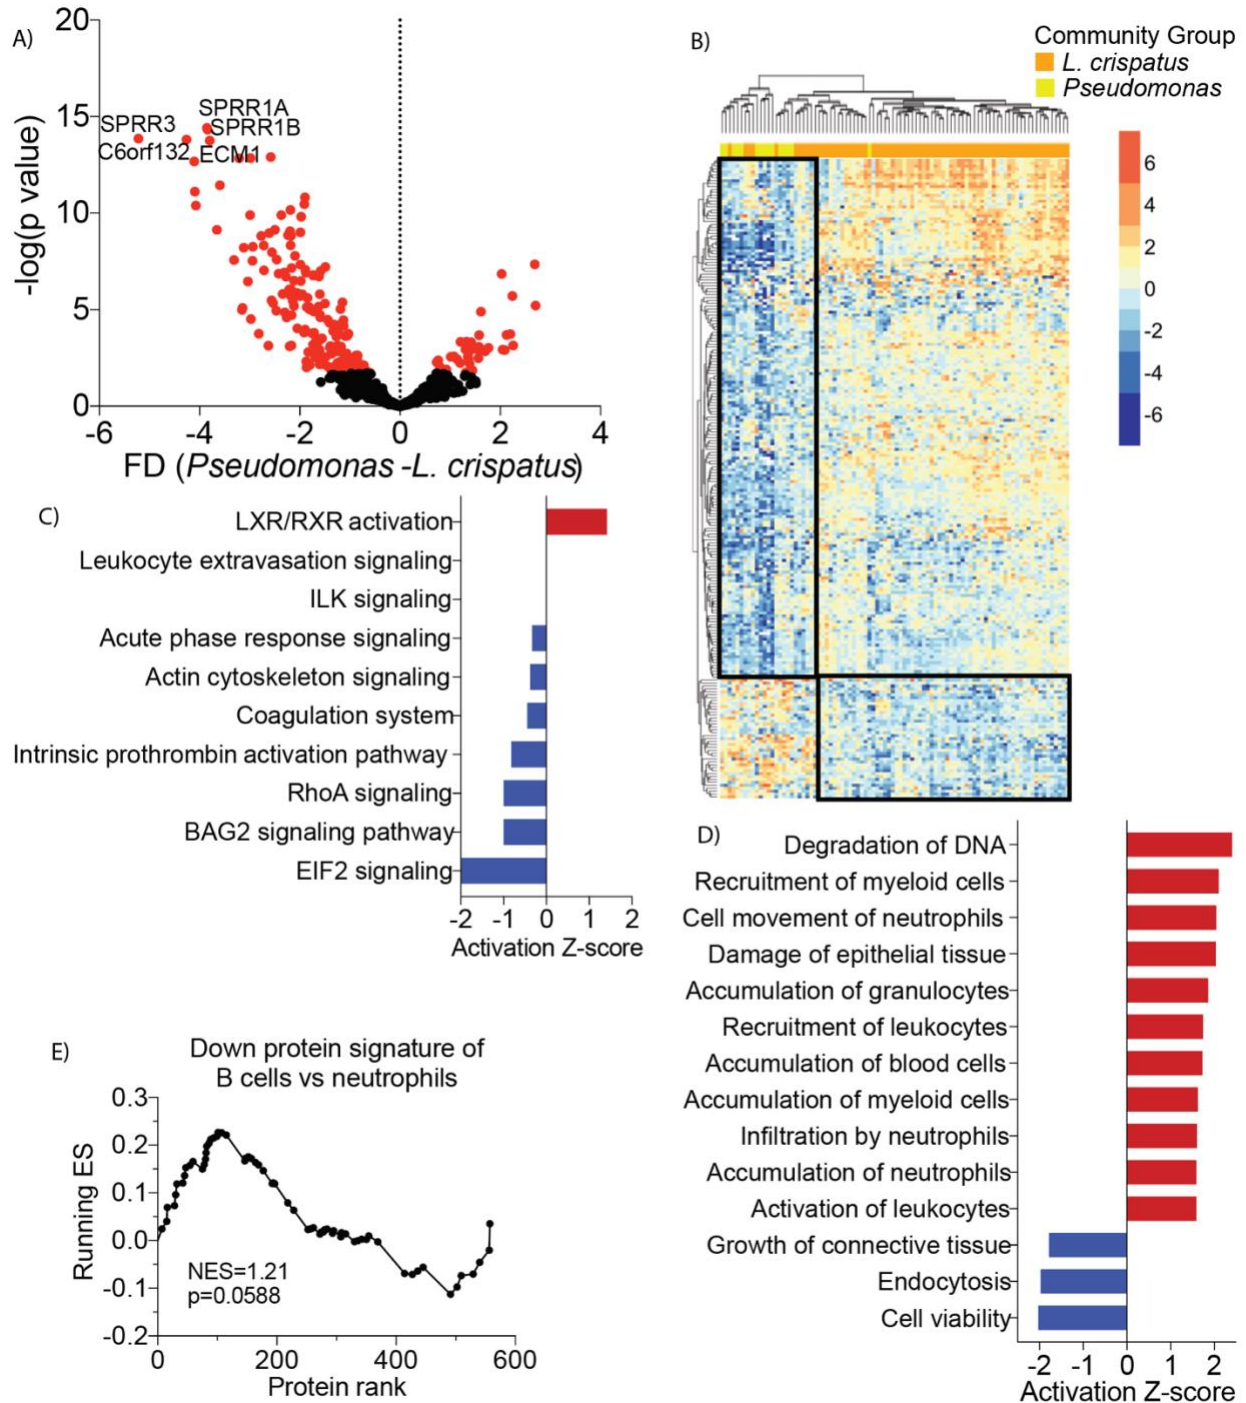 A)
20
15
10
5
0
-log(p value)
SPRR3
SPRR1A
SPRR1B
C6orf132
ECM1
-6
-4
-2
0
2
4
FD (Pseudomonas -L. crispatus)
B)
Community Group
L. crispatus
Pseudomonas
6
4
2
0
-2
-4
-6
C)
LXR/RXR activation
Leukocyte extravasation signaling
ILK signaling
Acute phase response signaling
Actin cytoskeleton signaling
Coagulation system
Intrinsic prothrombin activation pathway
RhoA signaling
BAG2 signaling pathway
EIF2 signaling
-2
-1
0
1
2
Activation Z-score
D)
Degradation of DNA
Recruitment of myeloid cells
Cell movement of neutrophils
Damage of epithelial tissue
Accumulation of granulocytes
Recruitment of leukocytes
Accumulation of blood cells
Accumulation of myeloid cells
Infiltration by neutrophils
Accumulation of neutrophils
Activation of leukocytes
Growth of connective tissue
Endocytosis
Cell viability
-2
-1
0
1
2
Activation Z-score
E)
Down protein signature of
B cells vs neutrophils
0.3
0.2
0.1
0.0
-0.1
-0.2
Running ES
NES=1.21
p=0.0588
0
200
400
600
Protein rank